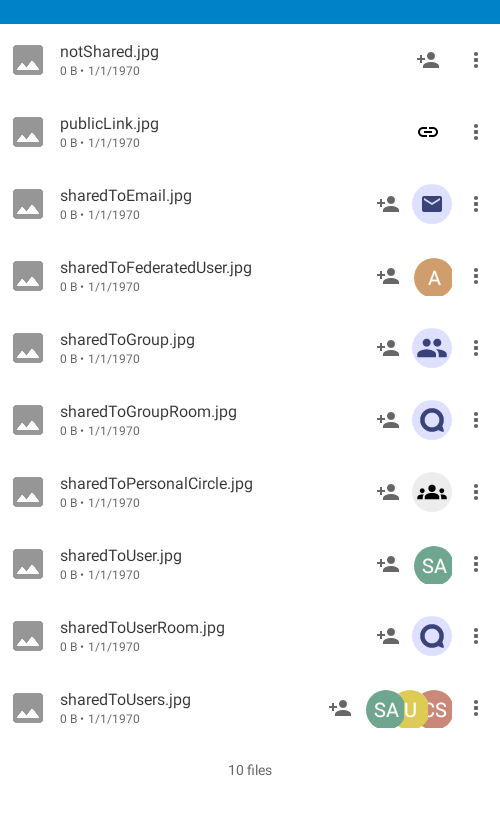 notShared.jpg
0 B • 1/1/1970
publicLink.jpg
0 B • 1/1/1970
sharedToEmail.jpg
0 B • 1/1/1970
sharedToFederatedUser.jpg
0 B • 1/1/1970
A
sharedToGroup.jpg
0 B • 1/1/1970
sharedToGroupRoom.jpg
0 B • 1/1/1970
sharedToPersonalCircle.jpg
0 B • 1/1/1970
sharedToUser.jpg
0 B • 1/1/1970
SA
sharedToUserRoom.jpg
0 B • 1/1/1970
sharedToUsers.jpg
0 B • 1/1/1970
SA U CS
10 files